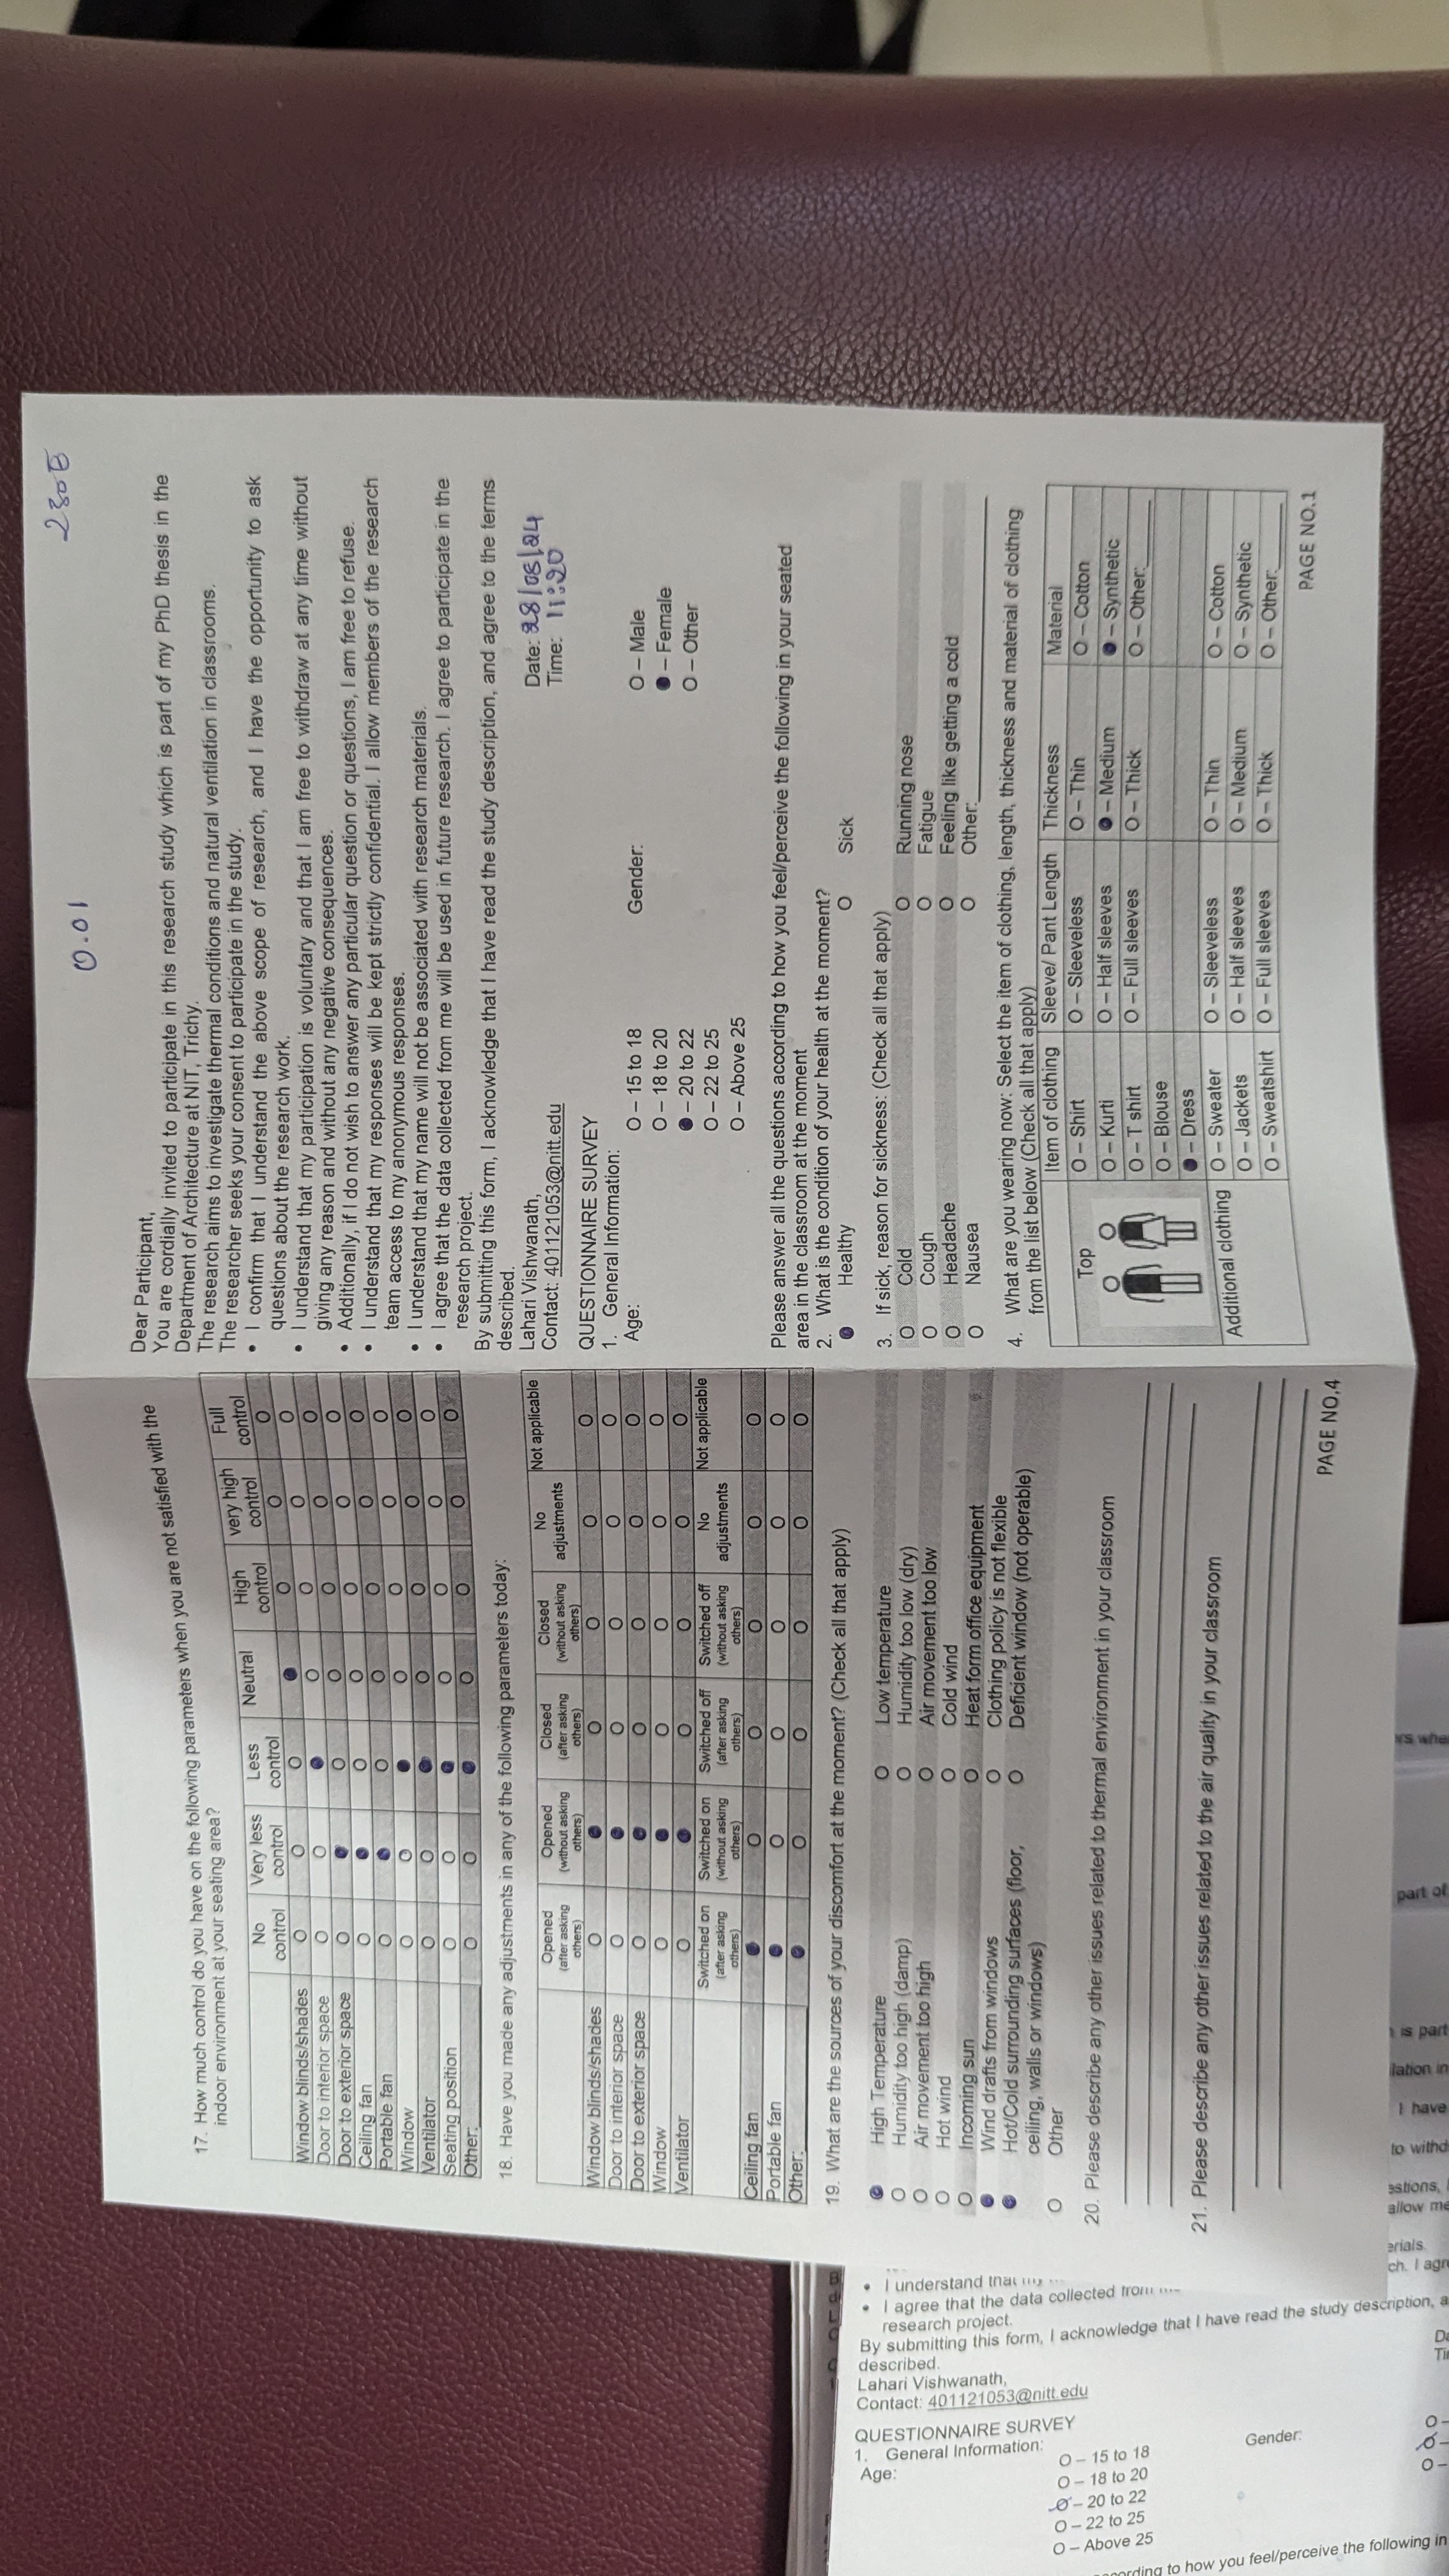 17. How much control do you have on the following parameters when you are not satisfied with the
indoor environment at your seating area?
No control Very less control Less control Neutral High control very high control Full control
Window blinds/shades O O ● O O O
Door to interior space O O ● O O O O
Door to exterior space O ● O O O O O
Ceiling fan O ● O O O O O
Portable fan O ● O O O O O
Window O O ● O O O O
Ventilator O O ● O O O O
Seating position O O ● O O O O
Other: O O ● O O O O
18. Have you made any adjustments in any of the following parameters today:
Opened (after asking others) Opened (without asking others) Closed (after asking others) Closed (without asking others) No adjustments Not applicable
Window blinds/shades O ● O O O O
Door to interior space O ● O O O O
Door to exterior space O ● O O O O
Window O ● O O O O
Ventilator O ● O O O O
Switched on (after asking others) Switched on (without asking others) Switched off (after asking others) Switched off (without asking others) No adjustments Not applicable
Ceiling fan ● O O O O O
Portable fan ● O O O O O
Other: ● O O O O O
19. What are the sources of your discomfort at the moment? (Check all that apply)
● High Temperature O Low temperature
O Humidity too high (damp) O Humidity too low (dry)
O Air movement too high O Air movement too low
O Hot wind O Cold wind
O Incoming sun O Heat form office equipment
● Wind drafts from windows O Clothing policy is not flexible
● Hot/Cold surrounding surfaces (floor, O Deficient window (not operable)
ceiling, walls or windows)
O Other
20. Please describe any other issues related to thermal environment in your classroom
21. Please describe any other issues related to the air quality in your classroom
PAGE NO.4
0.01
Dear Participant,
You are cordially invited to participate in this research study which is part of my PhD thesis in the
Department of Architecture at NIT, Trichy.
The research aims to investigate thermal conditions and natural ventilation in classrooms.
The researcher seeks your consent to participate in the study.
• I confirm that I understand the above scope of research, and I have the opportunity to ask
questions about the research work.
• I understand that my participation is voluntary and that I am free to withdraw at any time without
giving any reason and without any negative consequences.
• Additionally, if I do not wish to answer any particular question or questions, I am free to refuse.
• I understand that my responses will be kept strictly confidential. I allow members of the research
team access to my anonymous responses.
• I understand that my name will not be associated with research materials.
• I agree that the data collected from me will be used in future research. I agree to participate in the
research project.
By submitting this form, I acknowledge that I have read the study description, and agree to the terms
described.
Lahari Vishwanath, Date: 28/05/24
Contact: 401121053@nitt.edu Time: 11:20
QUESTIONNAIRE SURVEY
1. General Information:
Age: O – 15 to 18 Gender: O – Male
O – 18 to 20 ● – Female
● – 20 to 22 O – Other
O – 22 to 25
O – Above 25
Please answer all the questions according to how you feel/perceive the following in your seated
area in the classroom at the moment
2. What is the condition of your health at the moment?
● Healthy O Sick
3. If sick, reason for sickness: (Check all that apply)
O Cold O Running nose
O Cough O Fatigue
O Headache O Feeling like getting a cold
O Nausea O Other:
4. What are you wearing now: Select the item of clothing, length, thickness and material of clothing
from the list below (Check all that apply)
Item of clothing Sleeve/ Pant Length Thickness Material
Top O – Shirt O – Sleeveless O – Thin O – Cotton
O – Kurti O – Half sleeves ● – Medium ● – Synthetic
O – T shirt O – Full sleeves O – Thick O – Other:
O – Blouse
● – Dress
Additional clothing O – Sweater O – Sleeveless O – Thin O – Cotton
O – Jackets O – Half sleeves O – Medium O – Synthetic
O – Sweatshirt O – Full sleeves O – Thick O – Other:
PAGE NO.1
• I understand that my
• I agree that the data collected from
research project.
By submitting this form, I acknowledge that I have read the study description, a
described.
Lahari Vishwanath,
Contact: 401121053@nitt.edu
QUESTIONNAIRE SURVEY
1. General Information:
Age: O – 15 to 18 Gender:
O – 18 to 20
O – 20 to 22
O – 22 to 25
O – Above 25
to how you feel/perceive the following in
part of
is part
I have